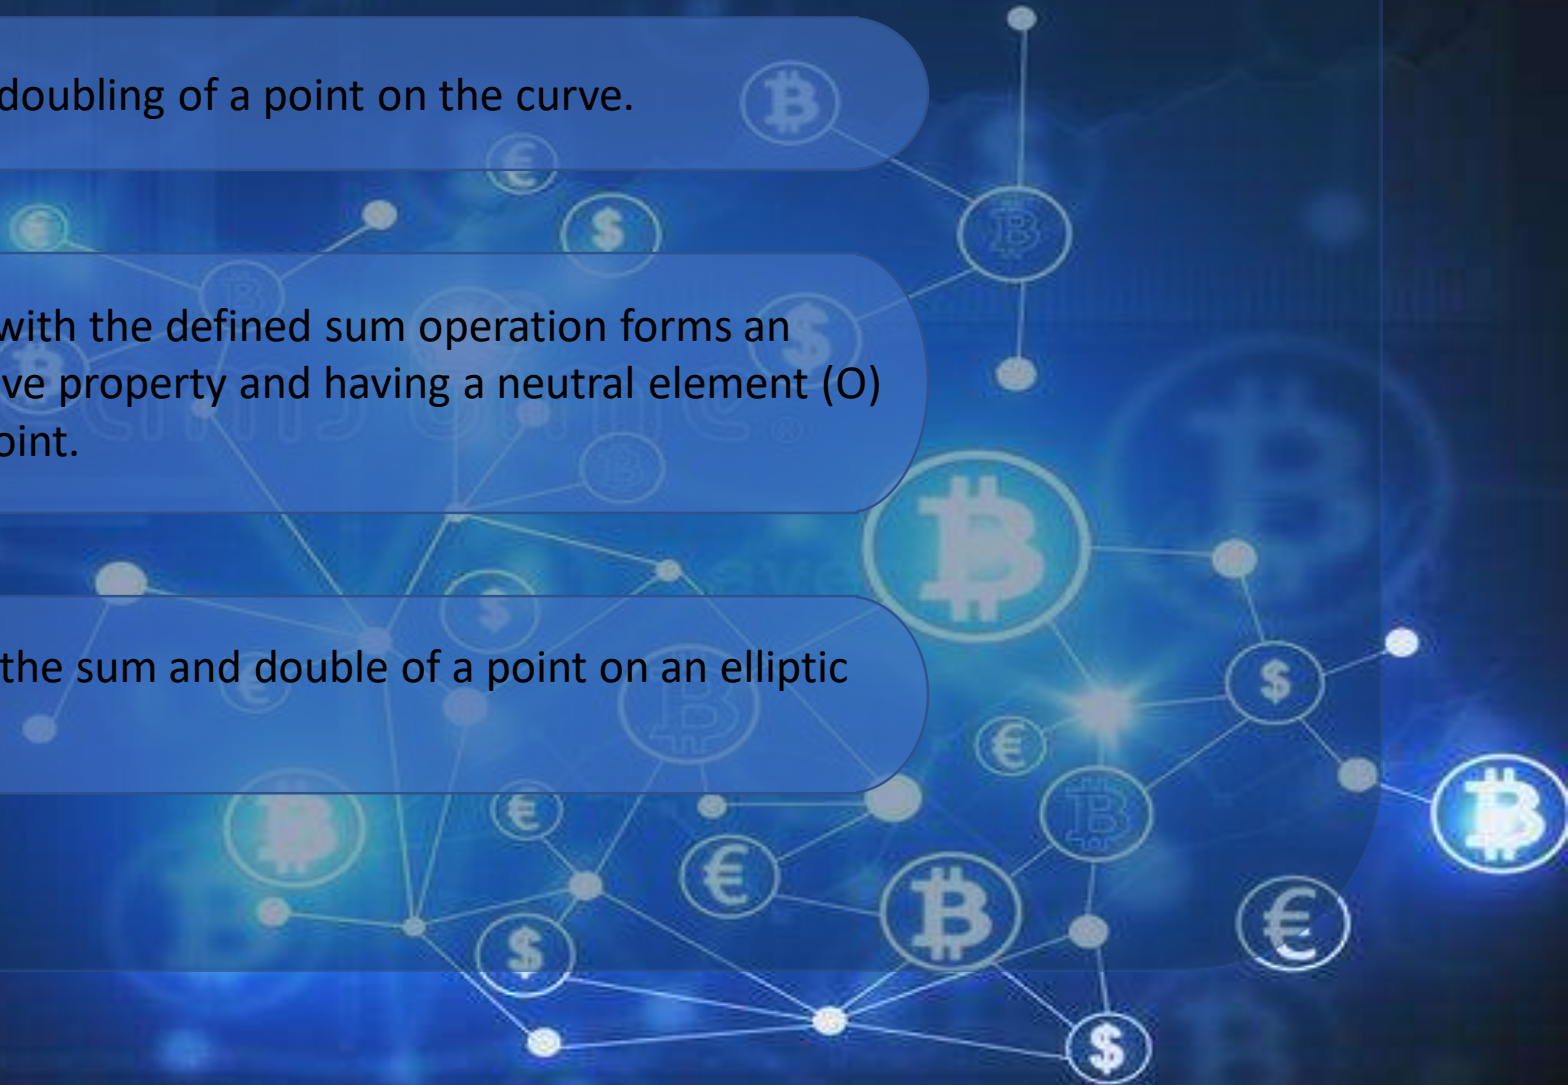 doubling of a point on the curve.
with the defined sum operation forms an
ve property and having a neutral element (O)
oint.
the sum and double of a point on an elliptic